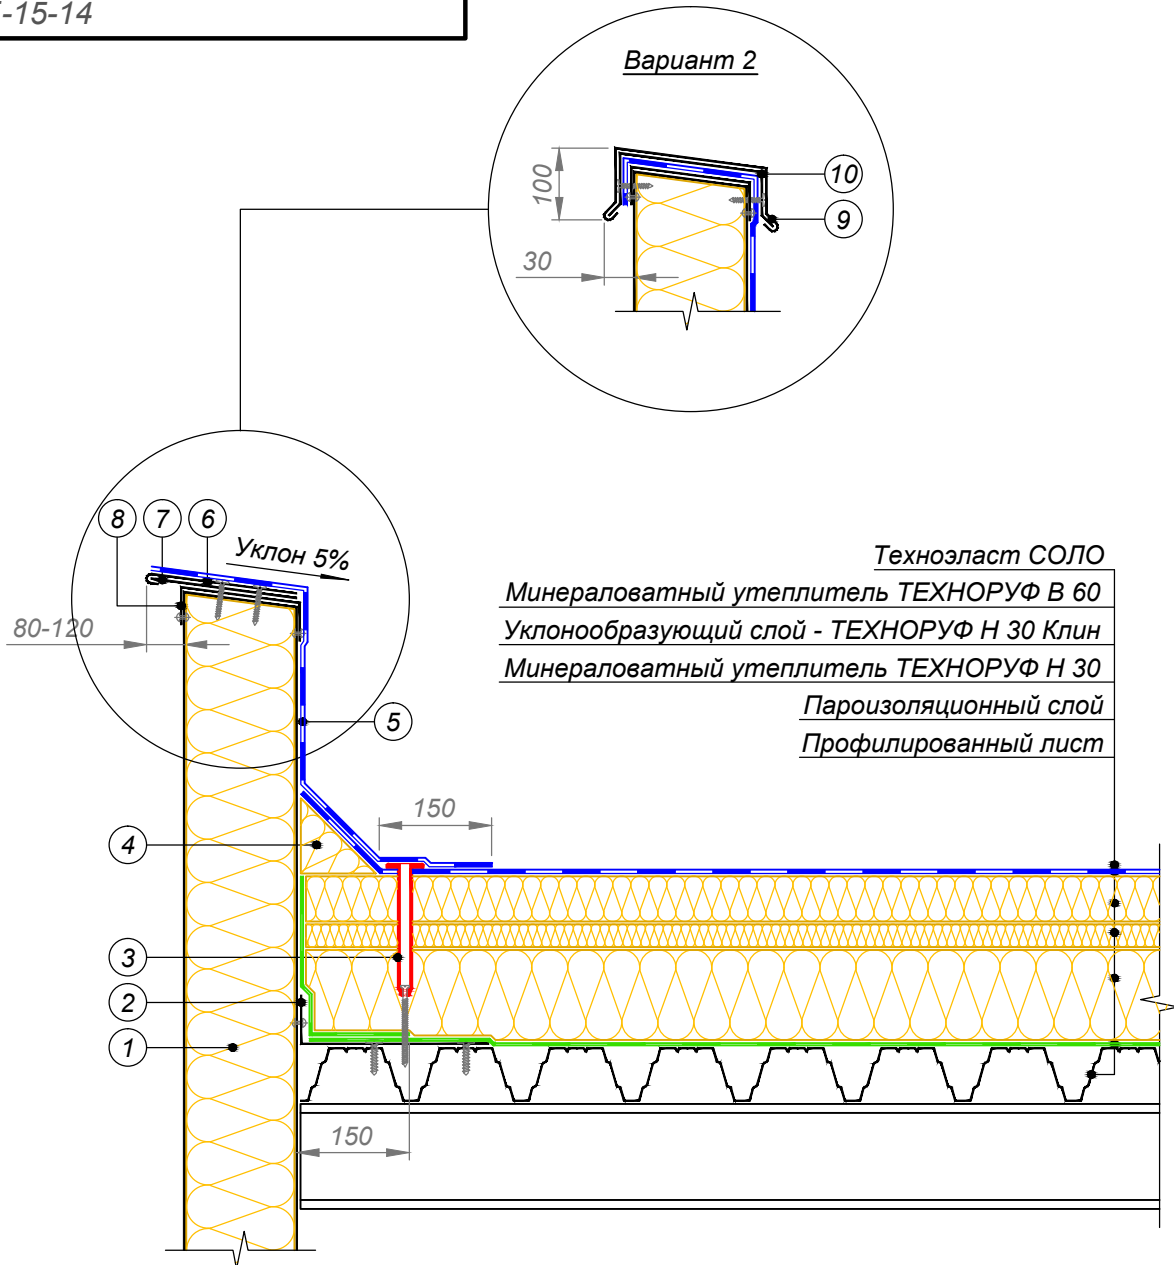 -15-14
Вариант 2
100
10
9
30
8
7
6
Уклон 5%
80-120
Техноэласт СОЛО
Минераловатный утеплитель ТЕХНОРУФ В 60
Уклонообразующий слой - ТЕХНОРУФ Н 30 Клин
Минераловатный утеплитель ТЕХНОРУФ Н 30
Пароизоляционный слой
Профилированный лист
5
150
4
3
2
1
150